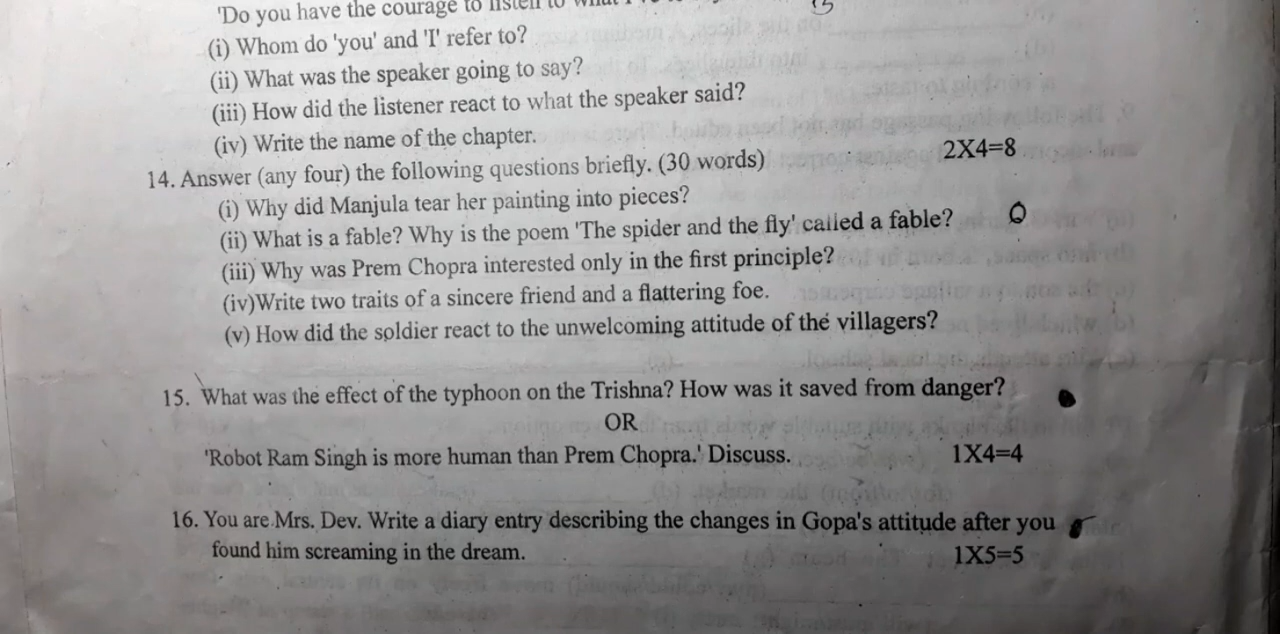 'Do you have the courage to listen to
(i) Whom do 'you' and 'I' refer to?
(ii) What was the speaker going to say?
(iii) How did the listener react to what the speaker said?
(iv) Write the name of the chapter.
14. Answer (any four) the following questions briefly. (30 words) 2X4=8
(i) Why did Manjula tear her painting into pieces?
(ii) What is a fable? Why is the poem 'The spider and the fly' called a fable?
(iii) Why was Prem Chopra interested only in the first principle?
(iv)Write two traits of a sincere friend and a flattering foe.
(v) How did the soldier react to the unwelcoming attitude of the villagers?
15. What was the effect of the typhoon on the Trishna? How was it saved from danger?
OR
'Robot Ram Singh is more human than Prem Chopra.' Discuss. 1X4=4
16. You are Mrs. Dev. Write a diary entry describing the changes in Gopa's attitude after you
found him screaming in the dream. 1X5=5